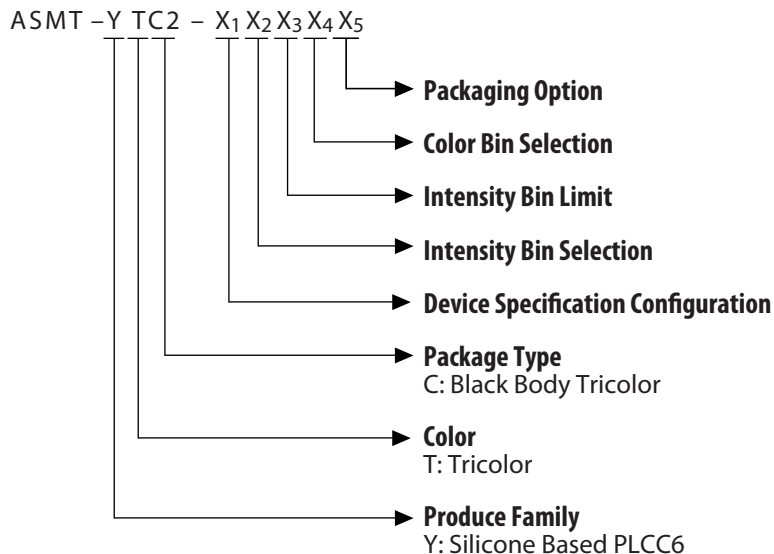 ASMT – Y T C 2 – X1 X2 X3 X4 X5
Packaging Option
Color Bin Selection
Intensity Bin Limit
Intensity Bin Selection
Device Specification Configuration
Package Type
C: Black Body Tricolor
Color
T: Tricolor
Produce Family
Y: Silicone Based PLCC6